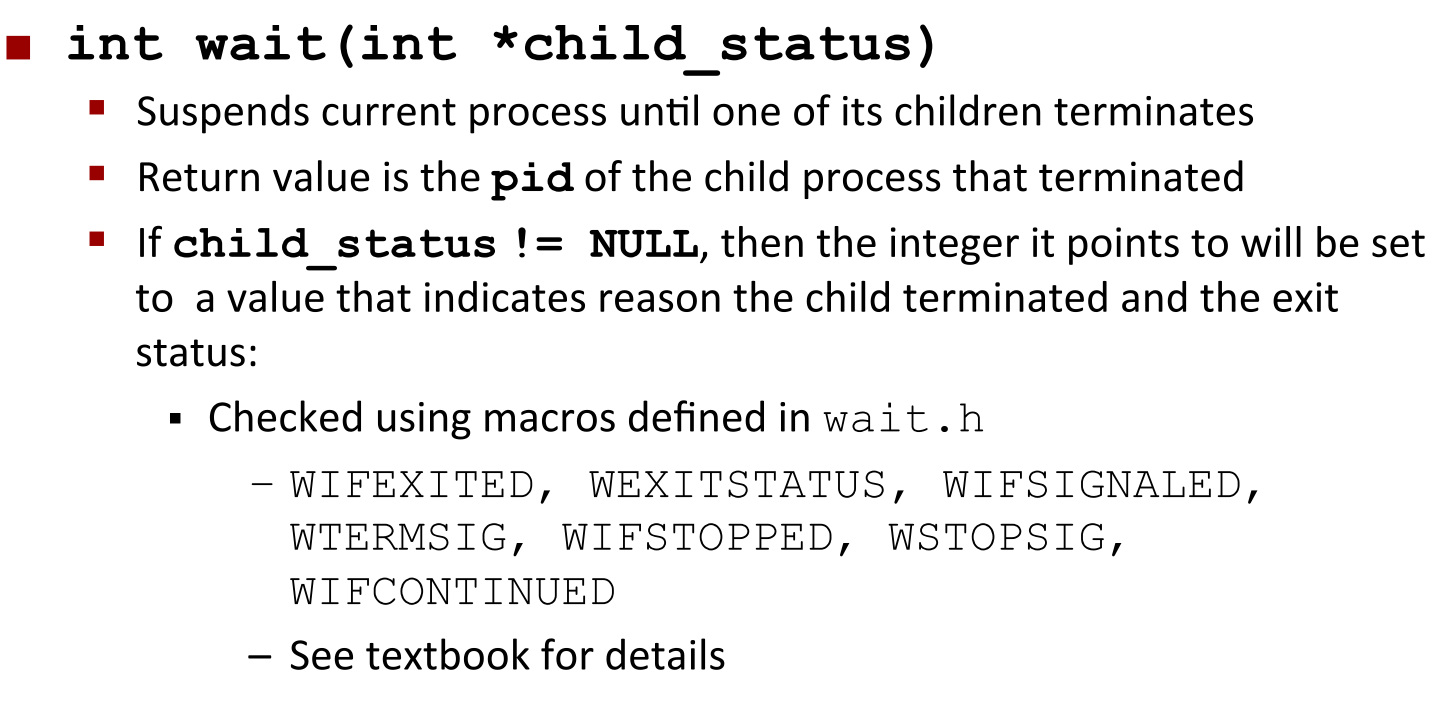 ■ int wait(int *child_status)
▪ Suspends current process until one of its children terminates
▪ Return value is the pid of the child process that terminated
▪ If child_status != NULL, then the integer it points to will be set
to  a value that indicates reason the child terminated and the exit
status:
▪ Checked using macros defined in wait.h
– WIFEXITED, WEXITSTATUS, WIFSIGNALED,
WTERMSIG, WIFSTOPPED, WSTOPSIG,
WIFCONTINUED
– See textbook for details